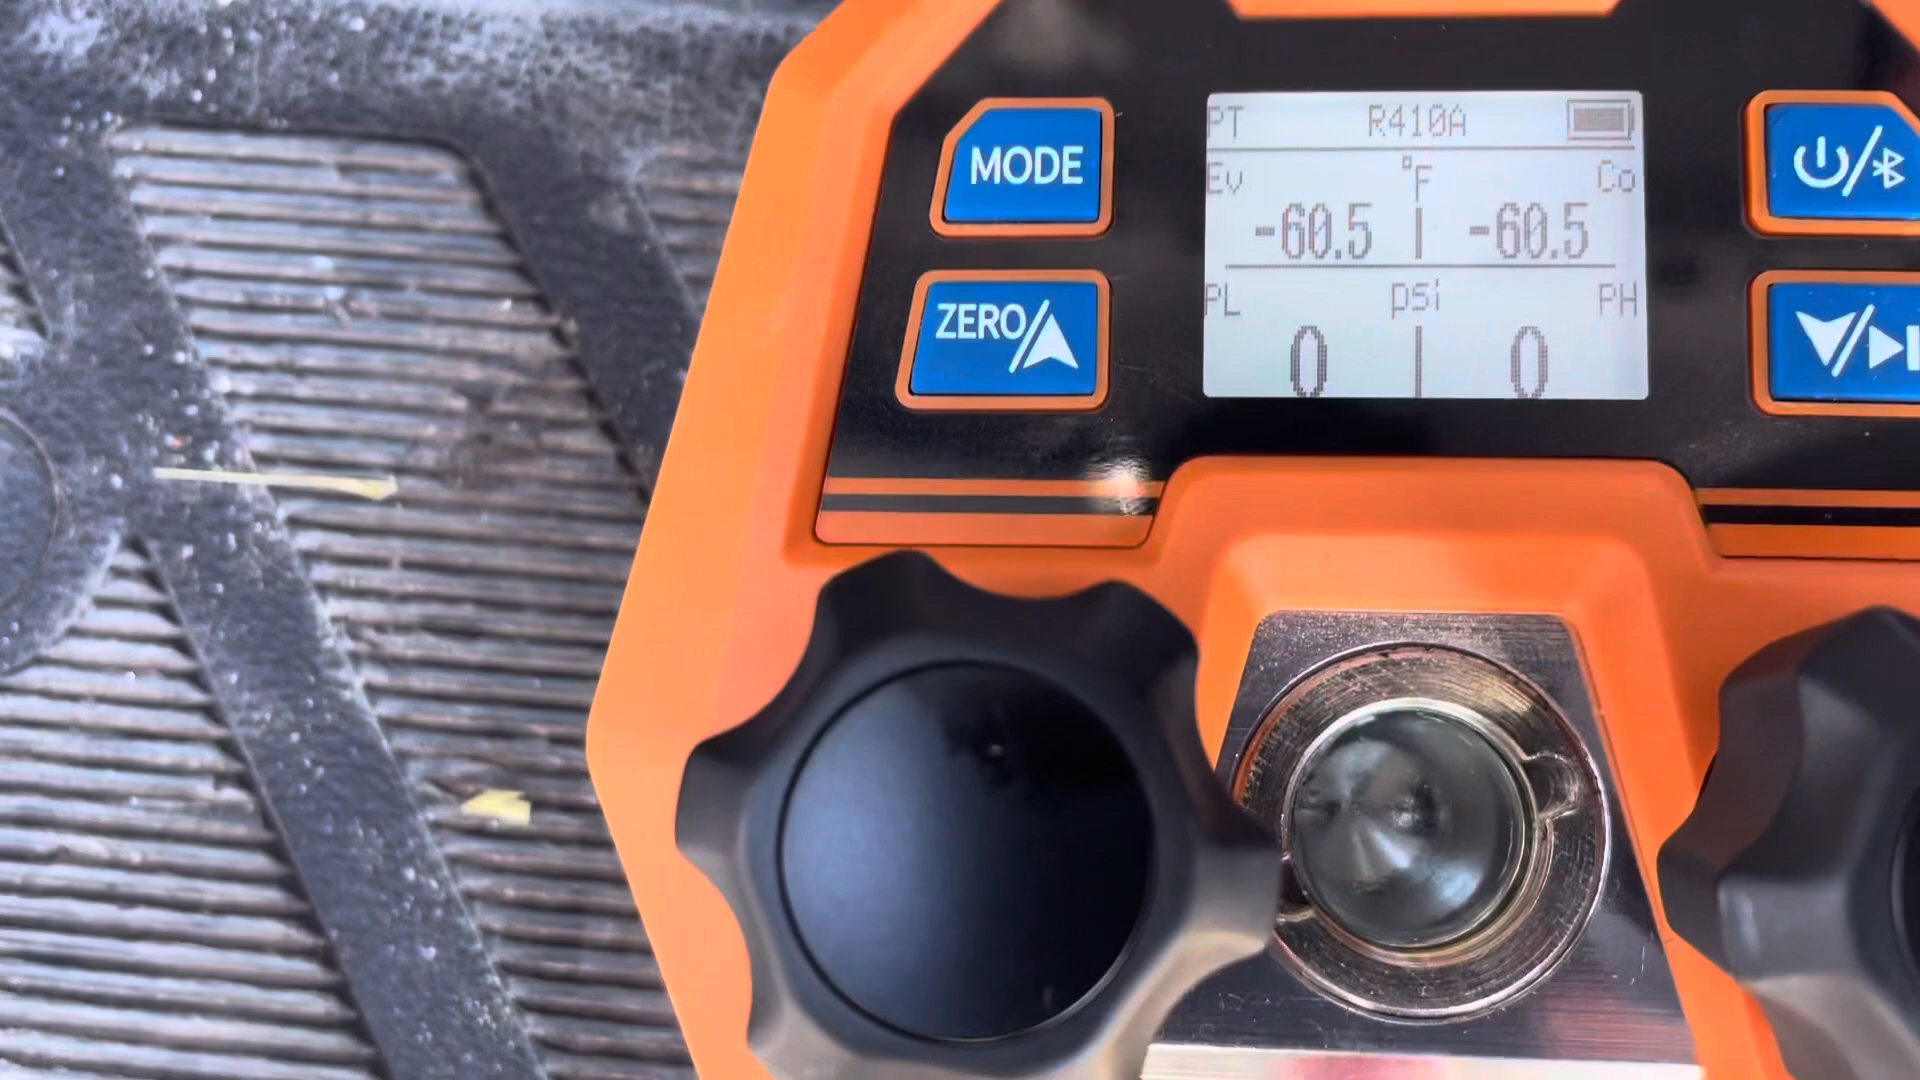 PT R410A
Ev °F Co
-60.5 | -60.5
PL psi PH
0 | 0
MODE
ZERO/